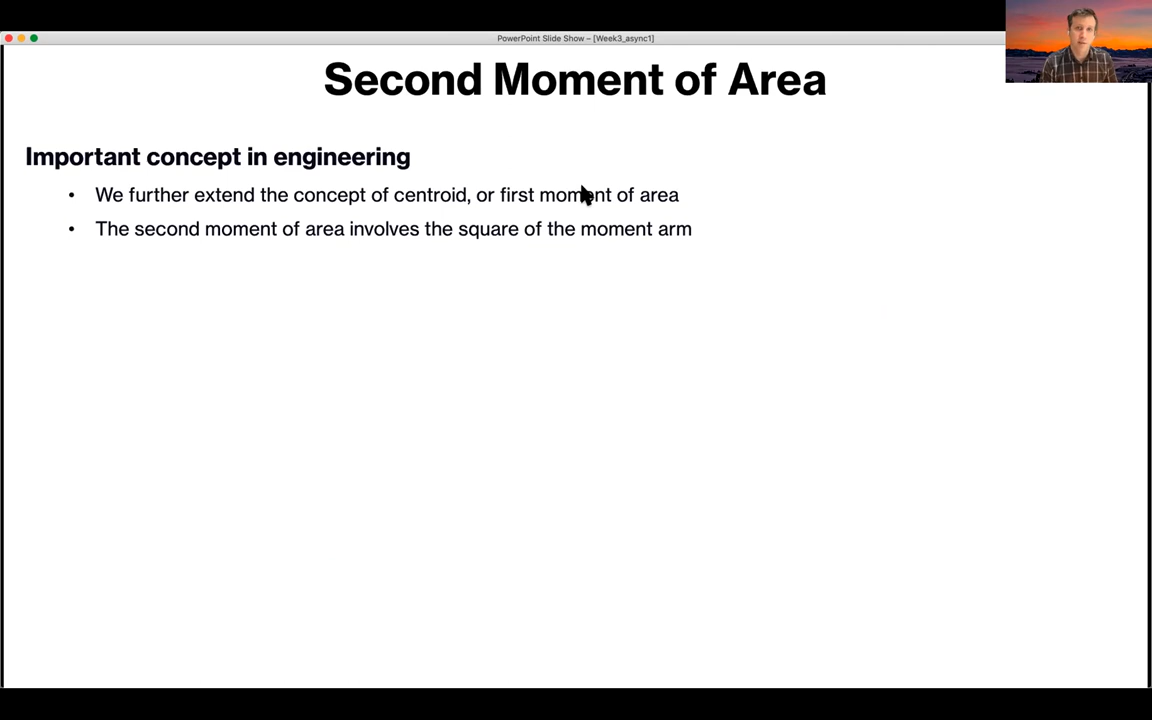 PowerPoint Slide Show – [Week3_async1]
Second Moment of Area
Important concept in engineering
• We further extend the concept of centroid, or first moment of area
• The second moment of area involves the square of the moment arm